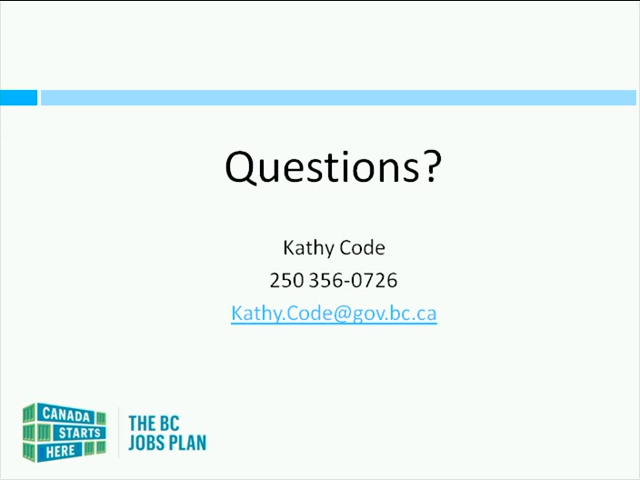 Questions?
Kathy Code
250 356-0726
Kathy.Code@gov.bc.ca
CANADA
STARTS
HERE
THE BC
JOBS PLAN